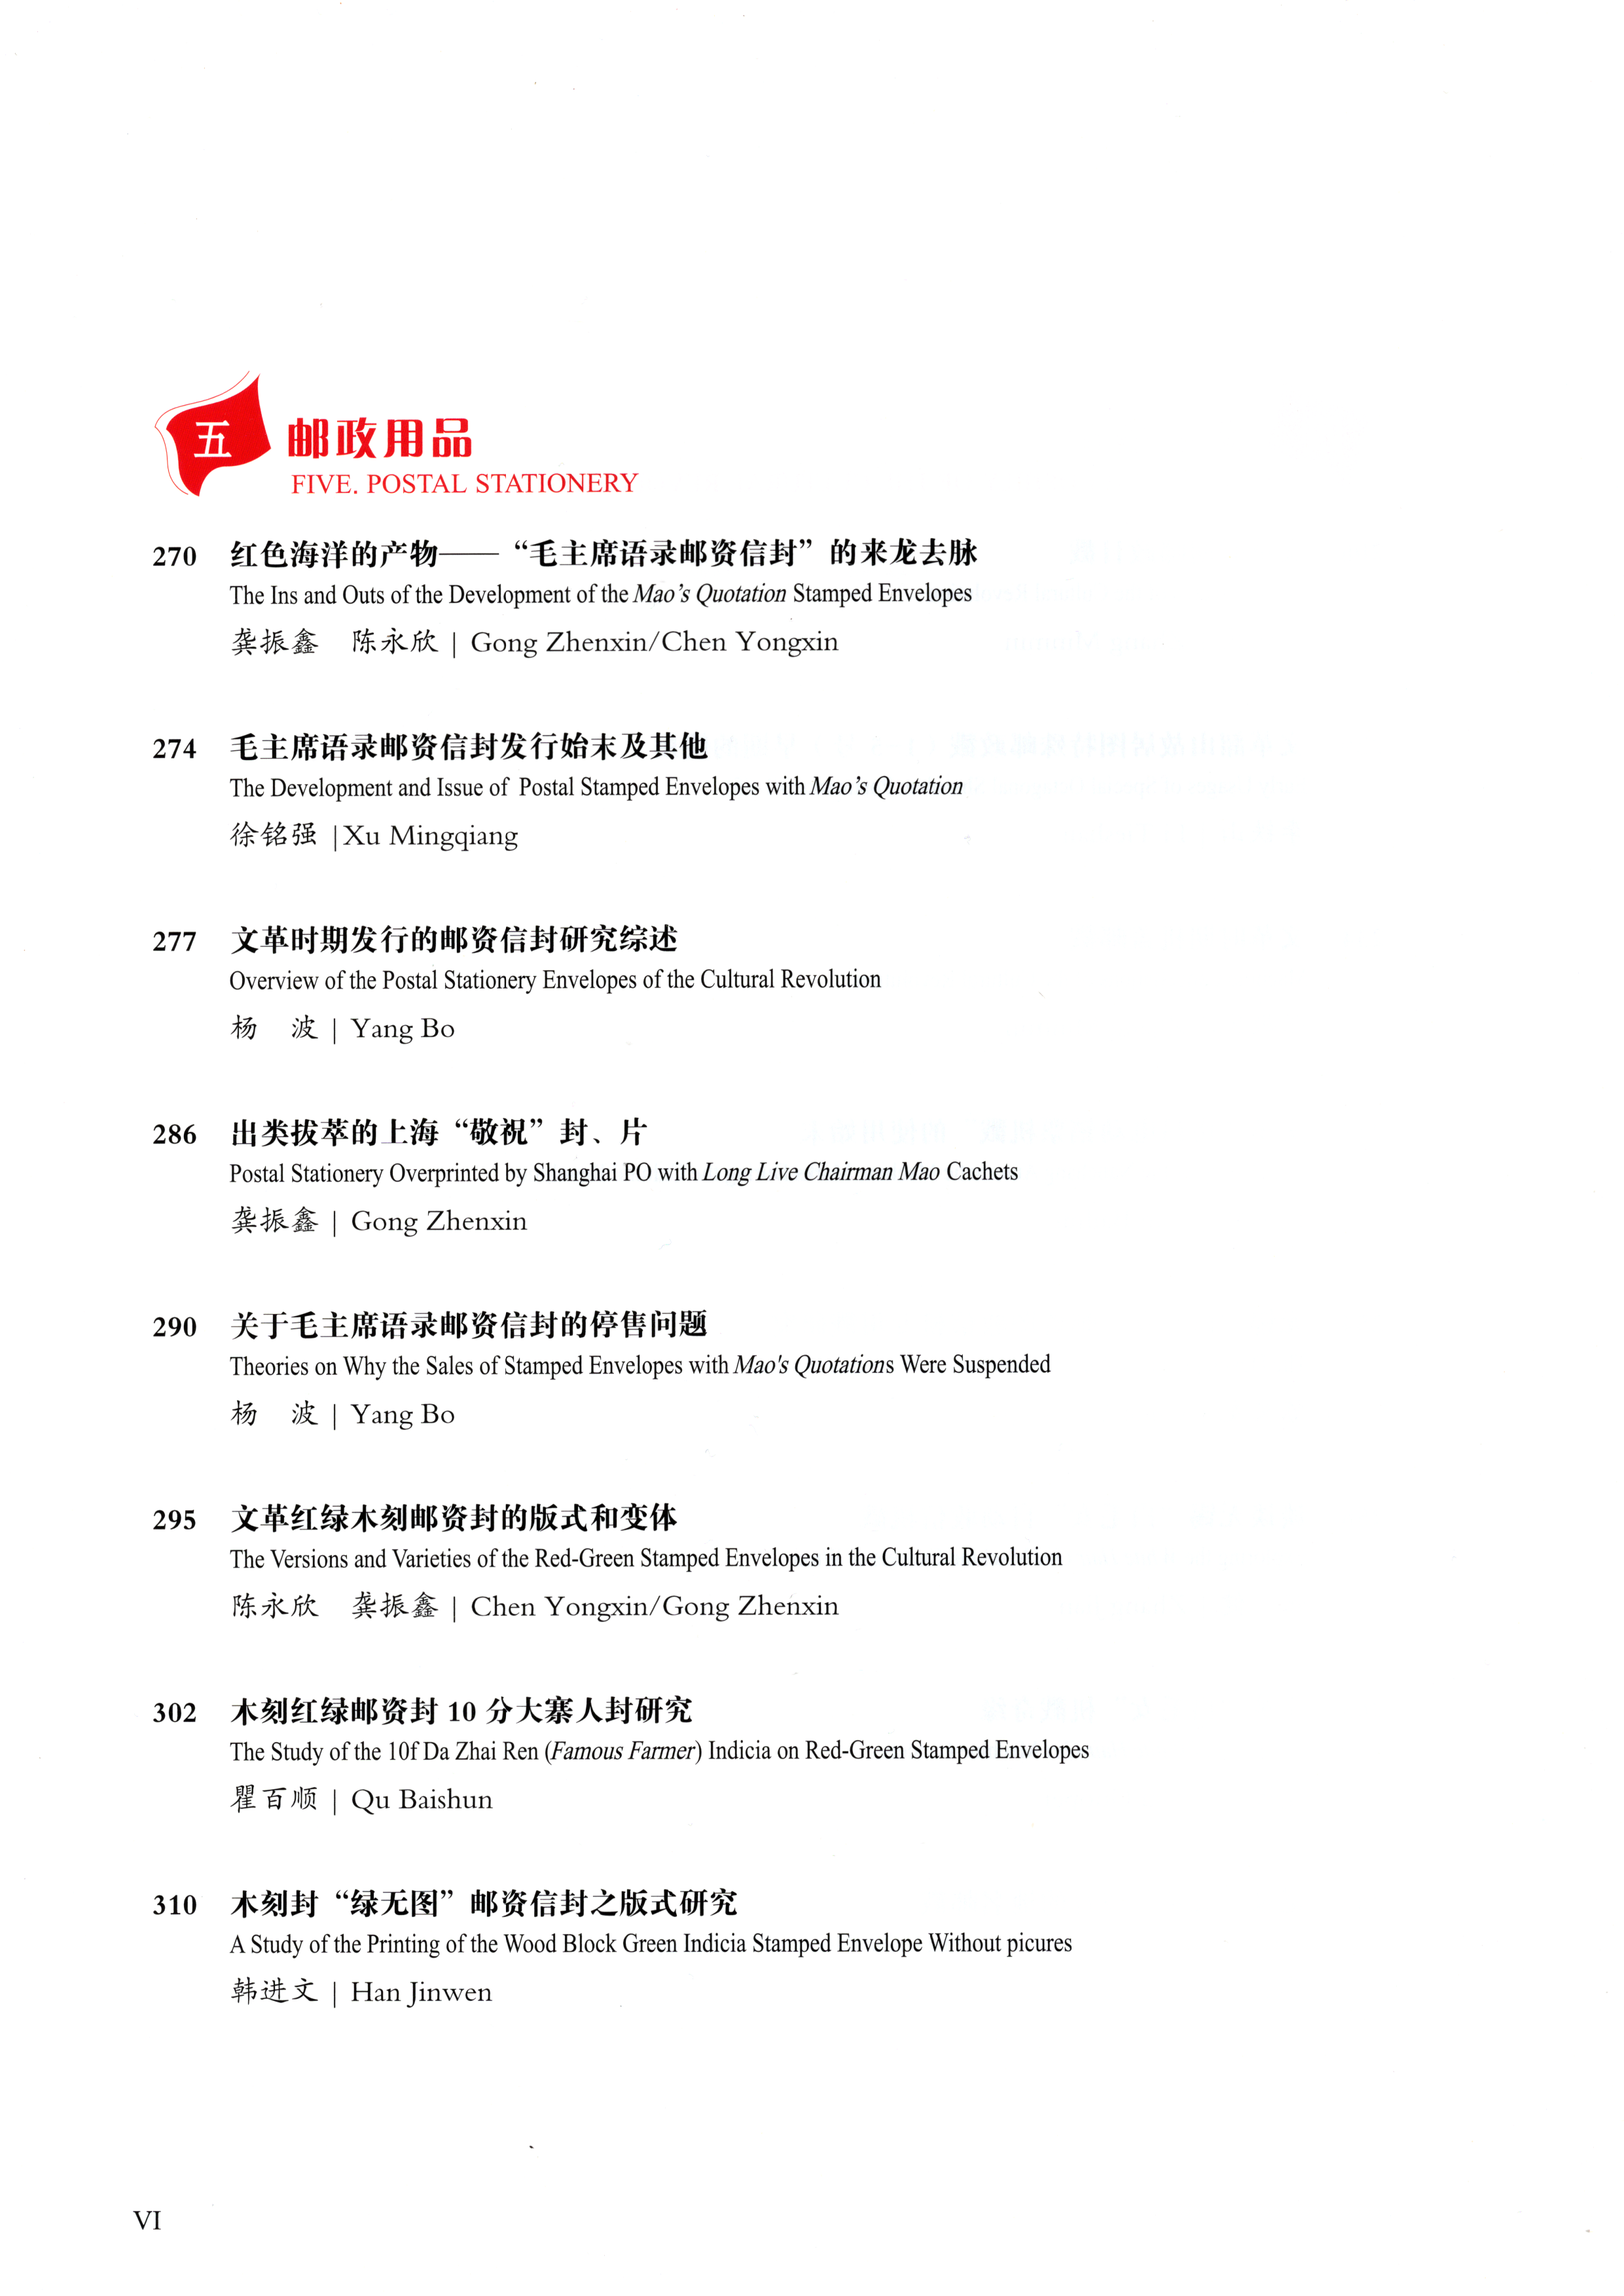 五 邮政用品
FIVE. POSTAL STATIONERY
270 红色海洋的产物——“毛主席语录邮资信封”的来龙去脉
The Ins and Outs of the Development of the Mao’s Quotation Stamped Envelopes
龚振鑫 陈永欣 | Gong Zhenxin/Chen Yongxin
274 毛主席语录邮资信封发行始末及其他
The Development and Issue of Postal Stamped Envelopes with Mao’s Quotation
徐铭强 |Xu Mingqiang
277 文革时期发行的邮资信封研究综述
Overview of the Postal Stationery Envelopes of the Cultural Revolution
杨 波 | Yang Bo
286 出类拔萃的上海“敬祝”封、片
Postal Stationery Overprinted by Shanghai PO with Long Live Chairman Mao Cachets
龚振鑫 | Gong Zhenxin
290 关于毛主席语录邮资信封的停售问题
Theories on Why the Sales of Stamped Envelopes with Mao's Quotations Were Suspended
杨 波 | Yang Bo
295 文革红绿木刻邮资封的版式和变体
The Versions and Varieties of the Red-Green Stamped Envelopes in the Cultural Revolution
陈永欣 龚振鑫 | Chen Yongxin/Gong Zhenxin
302 木刻红绿邮资封 10 分大寨人封研究
The Study of the 10f Da Zhai Ren (Famous Farmer) Indicia on Red-Green Stamped Envelopes
瞿百顺 | Qu Baishun
310 木刻封“绿无图”邮资信封之版式研究
A Study of the Printing of the Wood Block Green Indicia Stamped Envelope Without picures
韩进文 | Han Jinwen
VI